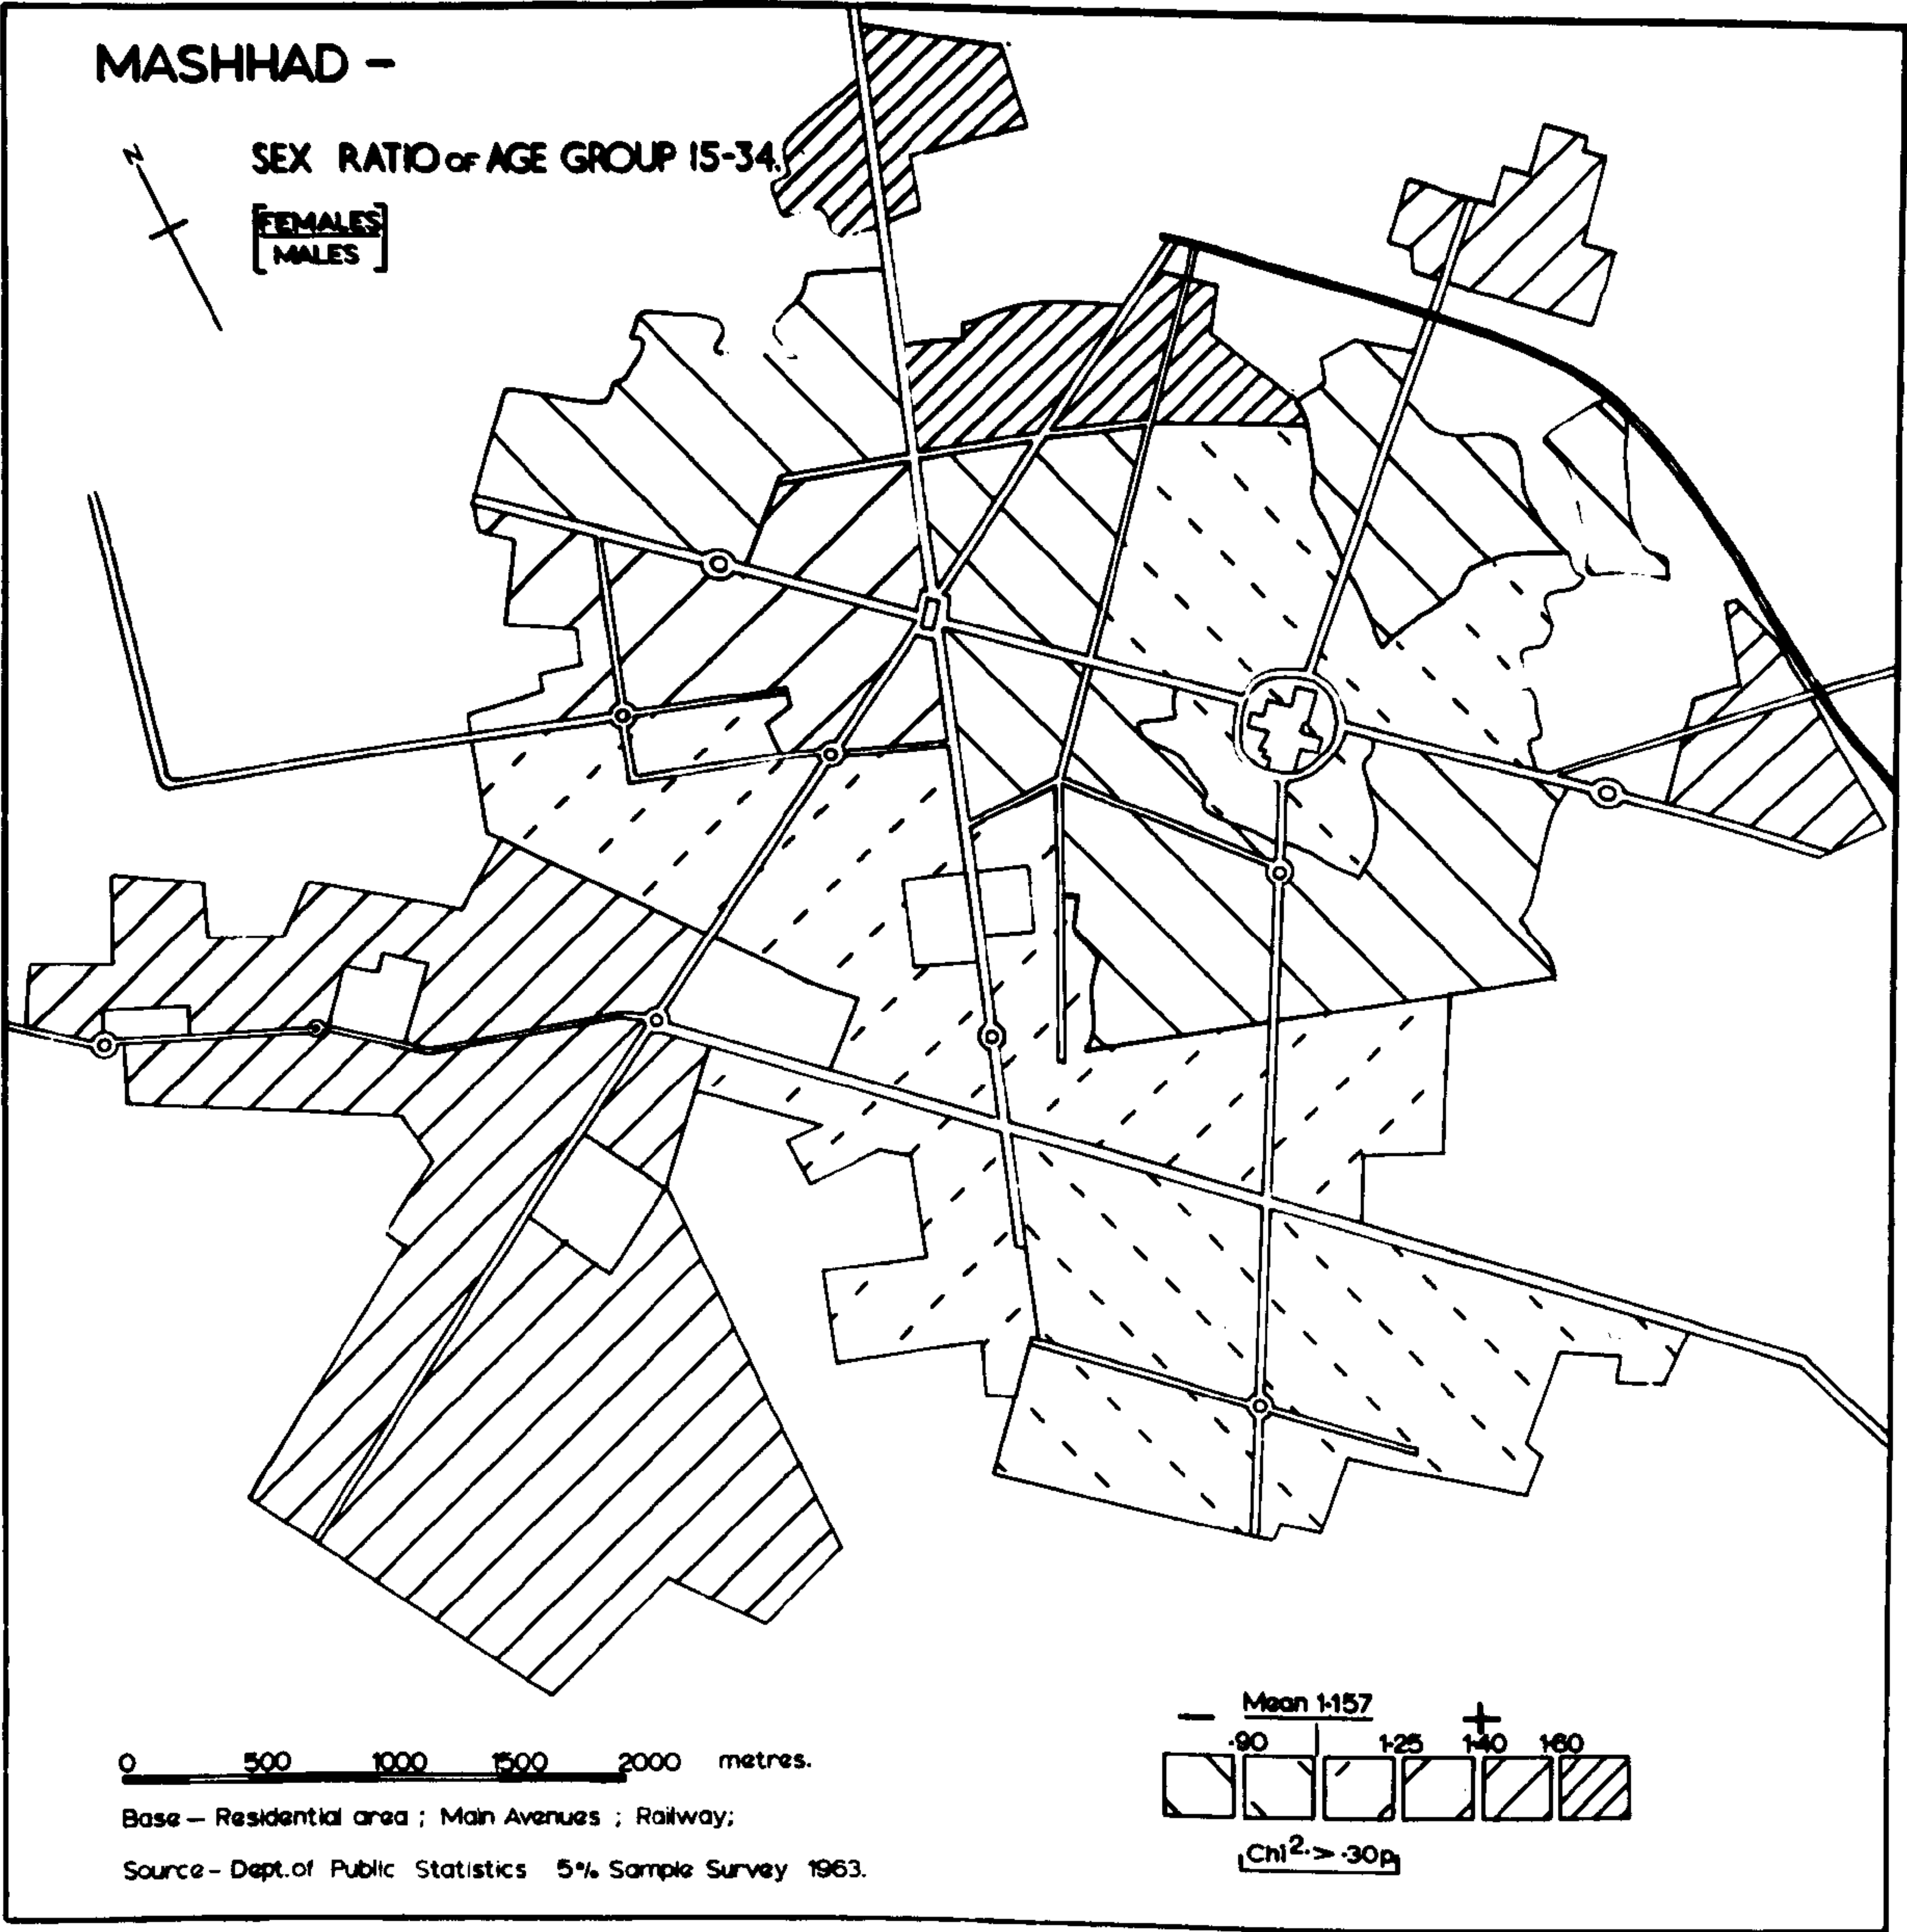 MASHHAD –
N
SEX RATIO OF AGE GROUP 15-34.
[FEMALES
MALES]
Mean 1·157
– +
·90 1·25 1·40 1·60
Chi2·> ·30p
0 500 1000 1500 2000 metres.
Base – Residential area ; Main Avenues ; Railway;
Source – Dept. of Public Statistics 5% Sample Survey 1963.